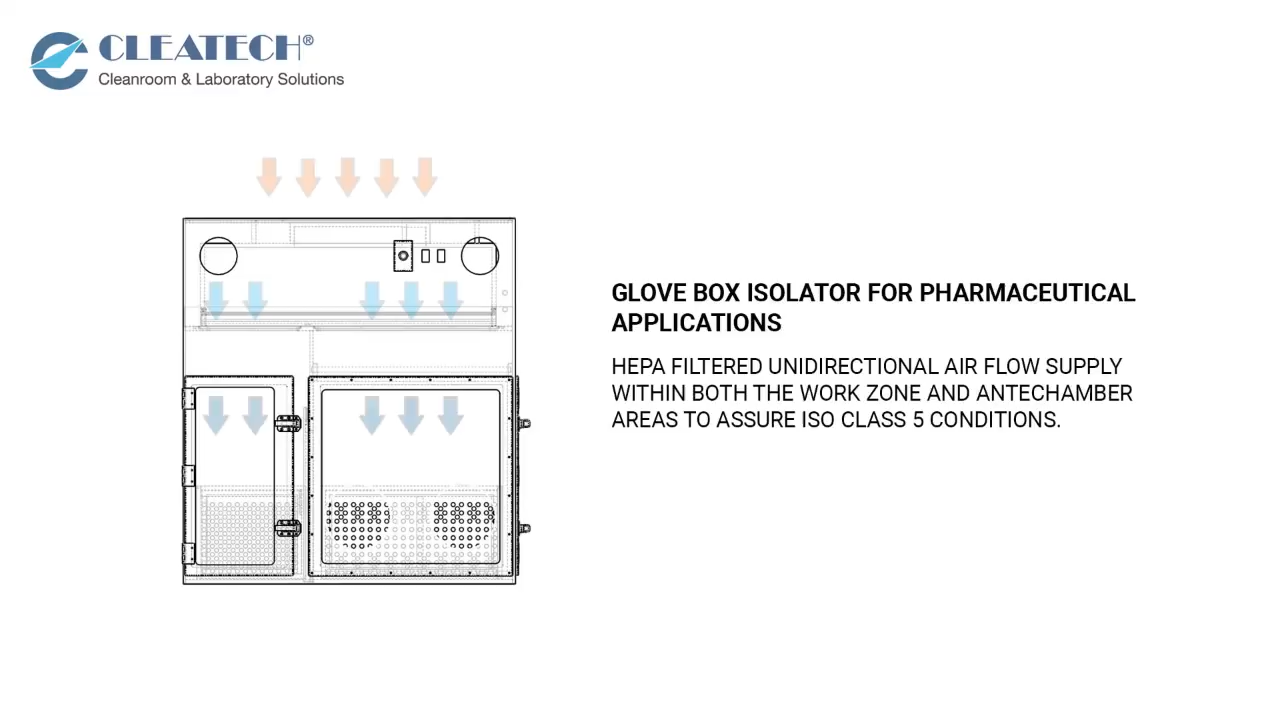 CLEATECH®
Cleanroom & Laboratory Solutions
GLOVE BOX ISOLATOR FOR PHARMACEUTICAL
APPLICATIONS
HEPA FILTERED UNIDIRECTIONAL AIR FLOW SUPPLY
WITHIN BOTH THE WORK ZONE AND ANTECHAMBER
AREAS TO ASSURE ISO CLASS 5 CONDITIONS.